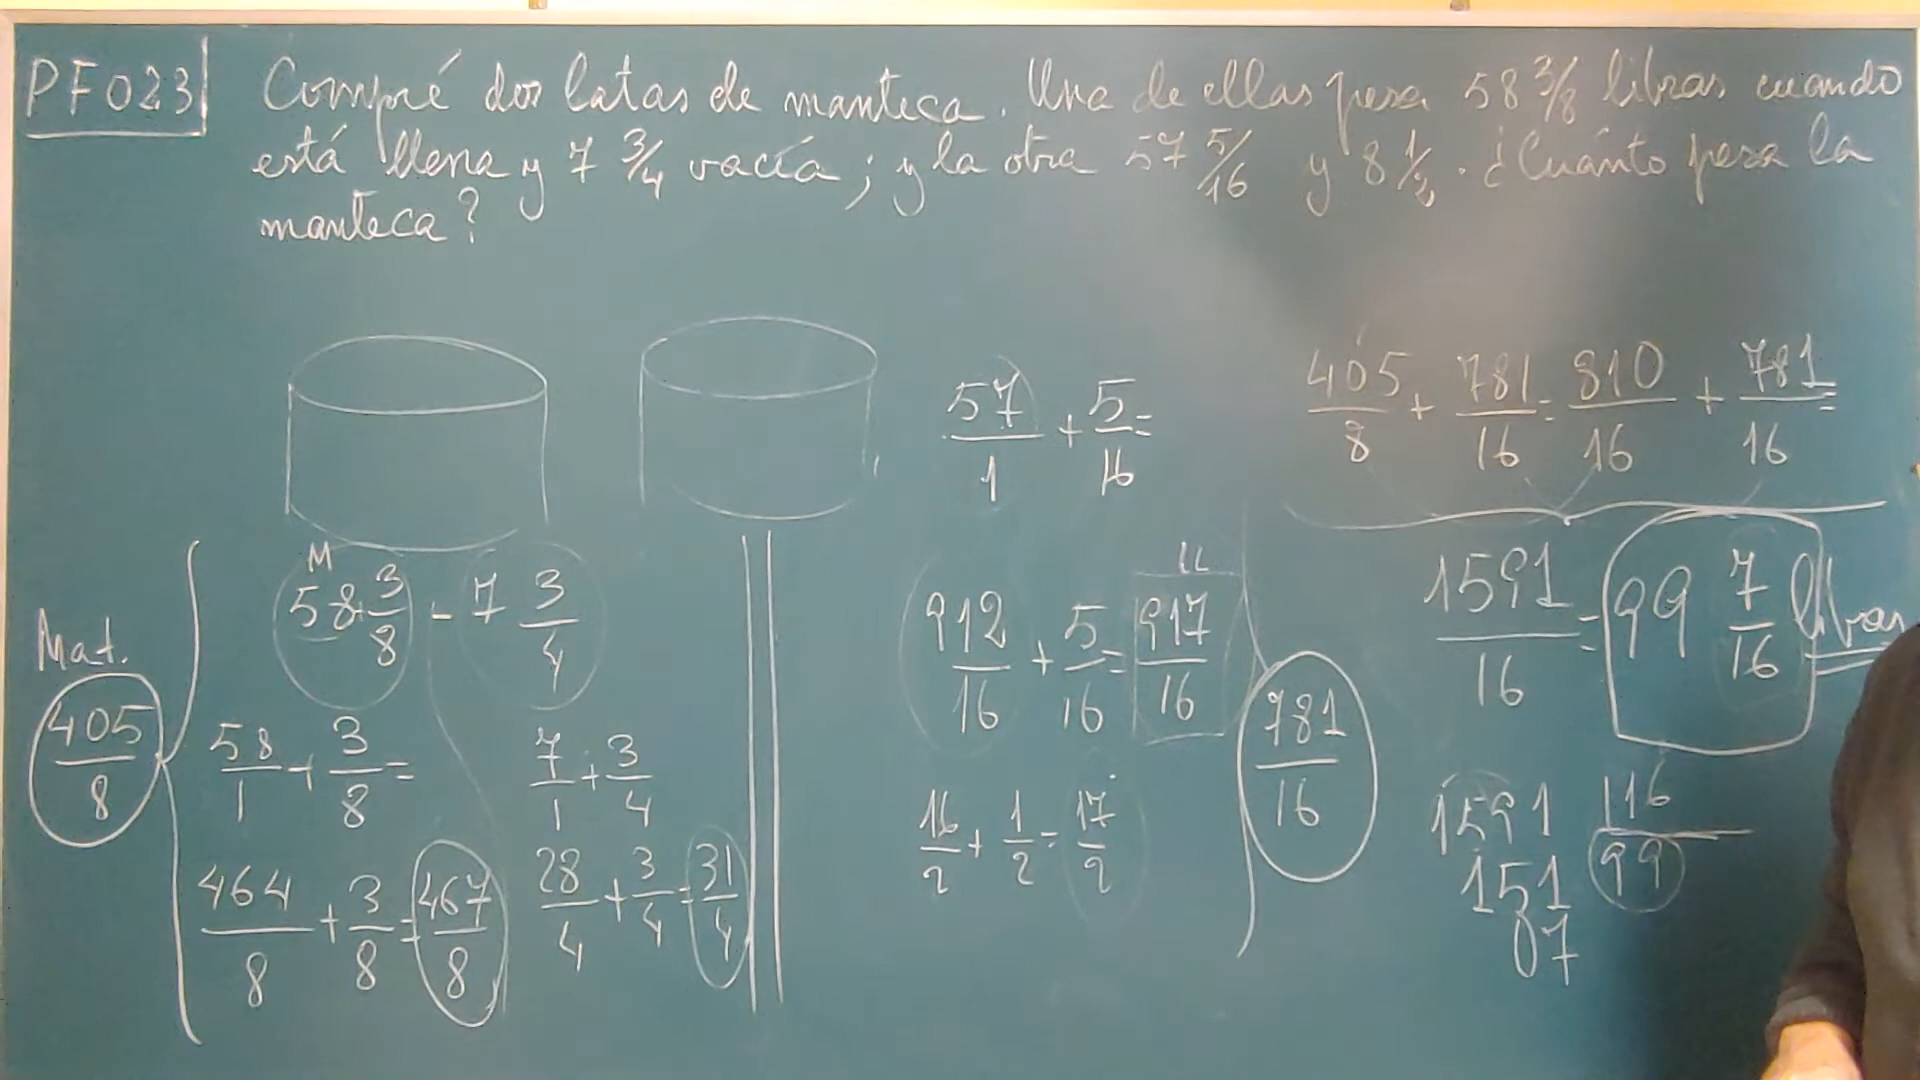 PF023
Compré dos latas de manteca. Una de ellas pesa 58 3/8 libras cuando
está llena y 7 3/4 vacía; y la otra 57 5/16 y 8 1/2. ¿Cuánto pesa la
manteca?
57/1 + 5/16 =
405/8 + 781/16 = 810/16 + 781/16 =
M
58 3/8 - 7 3/4
LL
912/16 + 5/16 = 917/16
1591/16 = 99 7/16 libras
Mat.
405/8
58/1 + 3/8 =
7/1 + 3/4
781/16
16/2 + 1/2 = 17/2
464/8 + 3/8 = 467/8
28/4 + 3/4 = 31/4
1591 |16
151 99
07